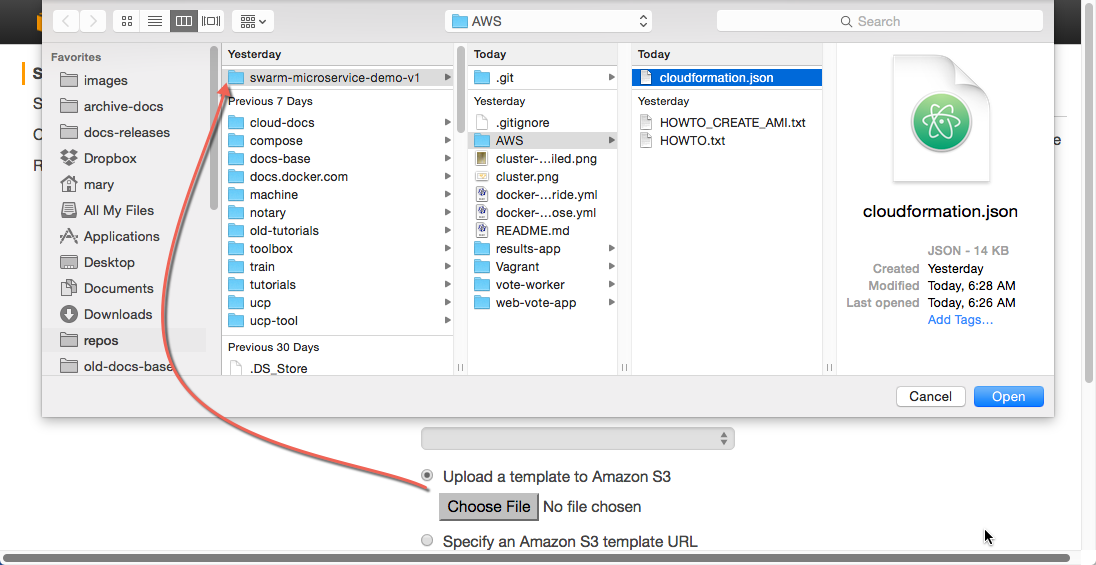 AWS
Search
Favorites
images
archive-docs
docs-releases
Dropbox
mary
All My Files
Applications
Desktop
Documents
Downloads
repos
old-docs-base
Yesterday
swarm-microservice-demo-v1
Previous 7 Days
cloud-docs
compose
docs-base
docs.docker.com
machine
notary
old-tutorials
toolbox
train
tutorials
ucp
ucp-tool
Previous 30 Days
.DS_Store
Today
.git
Yesterday
.gitignore
AWS
cluster-...iled.png
cluster.png
docker-...ride.yml
docker-...ose.yml
README.md
results-app
Vagrant
vote-worker
web-vote-app
Today
cloudformation.json
Yesterday
HOWTO_CREATE_AMI.txt
HOWTO.txt
cloudformation.json
JSON - 14 KB
Created Yesterday
Modified Today, 6:28 AM
Last opened Today, 6:26 AM
Add Tags...
Cancel
Open
S
S
O
R
e
Upload a template to Amazon S3
Choose File No file chosen
Specify an Amazon S3 template URL